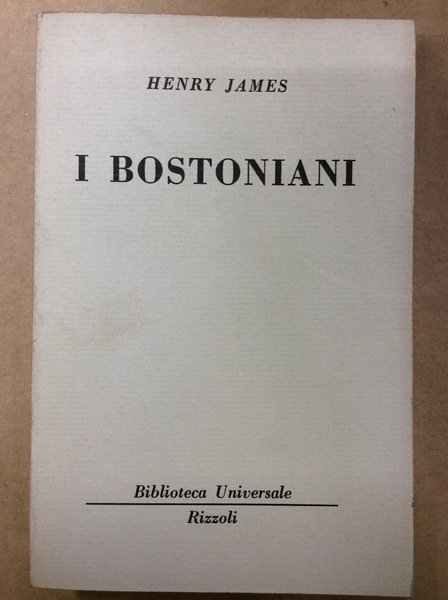 HENRY JAMES
I BOSTONIANI
Biblioteca Universale
Rizzoli